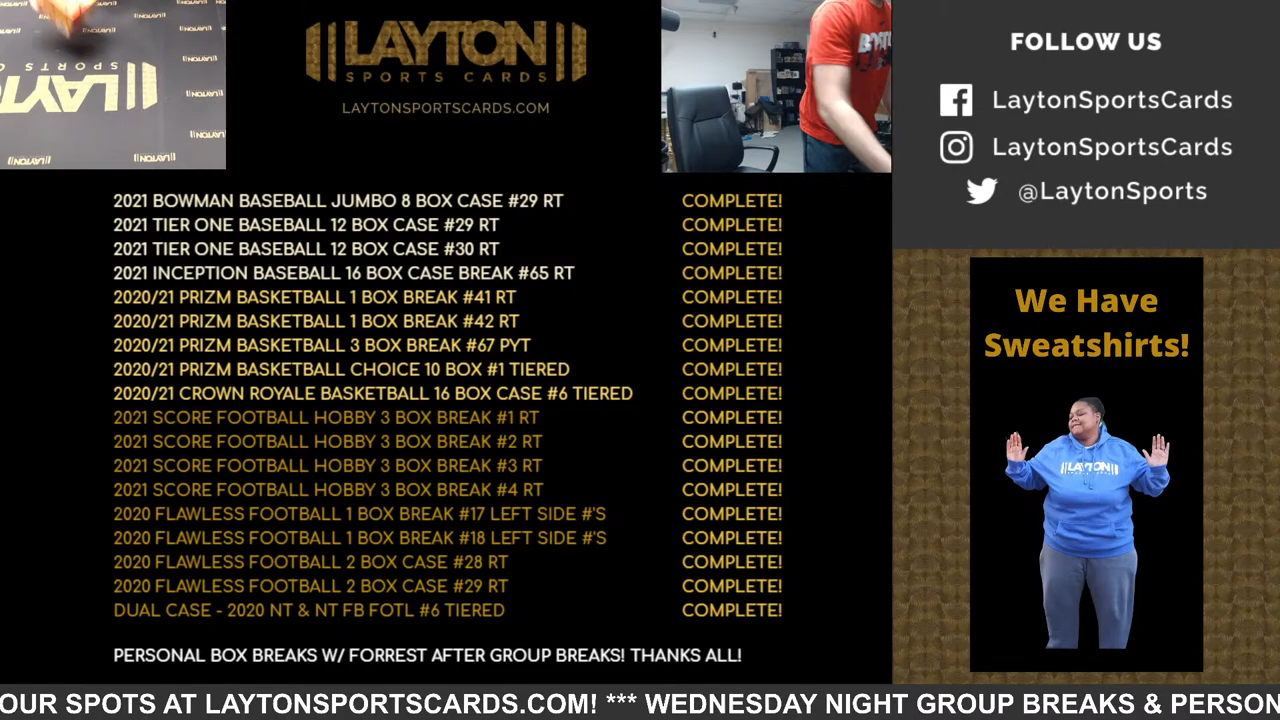 LAYTON
SPORTS CARDS
LAYTONSPORTSCARDS.COM
FOLLOW US
LaytonSportsCards
LaytonSportsCards
@LaytonSports
2021 BOWMAN BASEBALL JUMBO 8 BOX CASE #29 RT COMPLETE!
2021 TIER ONE BASEBALL 12 BOX CASE #29 RT COMPLETE!
2021 TIER ONE BASEBALL 12 BOX CASE #30 RT COMPLETE!
2021 INCEPTION BASEBALL 16 BOX CASE BREAK #65 RT COMPLETE!
2020/21 PRIZM BASKETBALL 1 BOX BREAK #41 RT COMPLETE!
2020/21 PRIZM BASKETBALL 1 BOX BREAK #42 RT COMPLETE!
2020/21 PRIZM BASKETBALL 3 BOX BREAK #67 PYT COMPLETE!
2020/21 PRIZM BASKETBALL CHOICE 10 BOX #1 TIERED COMPLETE!
2020/21 CROWN ROYALE BASKETBALL 16 BOX CASE #6 TIERED COMPLETE!
2021 SCORE FOOTBALL HOBBY 3 BOX BREAK #1 RT COMPLETE!
2021 SCORE FOOTBALL HOBBY 3 BOX BREAK #2 RT COMPLETE!
2021 SCORE FOOTBALL HOBBY 3 BOX BREAK #3 RT COMPLETE!
2021 SCORE FOOTBALL HOBBY 3 BOX BREAK #4 RT COMPLETE!
2020 FLAWLESS FOOTBALL 1 BOX BREAK #17 LEFT SIDE #'S COMPLETE!
2020 FLAWLESS FOOTBALL 1 BOX BREAK #18 LEFT SIDE #'S COMPLETE!
2020 FLAWLESS FOOTBALL 2 BOX CASE #28 RT COMPLETE!
2020 FLAWLESS FOOTBALL 2 BOX CASE #29 RT COMPLETE!
DUAL CASE - 2020 NT & NT FB FOTL #6 TIERED COMPLETE!
PERSONAL BOX BREAKS W/ FORREST AFTER GROUP BREAKS! THANKS ALL!
We Have
Sweatshirts!
LAYTON
OUR SPOTS AT LAYTONSPORTSCARDS.COM! *** WEDNESDAY NIGHT GROUP BREAKS & PERSON